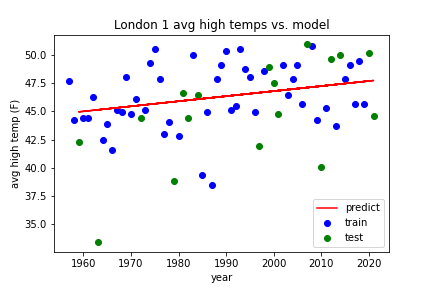 London 1 avg high temps vs. model
avg high temp (F)
50.0
47.5
45.0
42.5
40.0
37.5
35.0
1960 1970 1980 1990 2000 2010 2020
year
predict
train
test